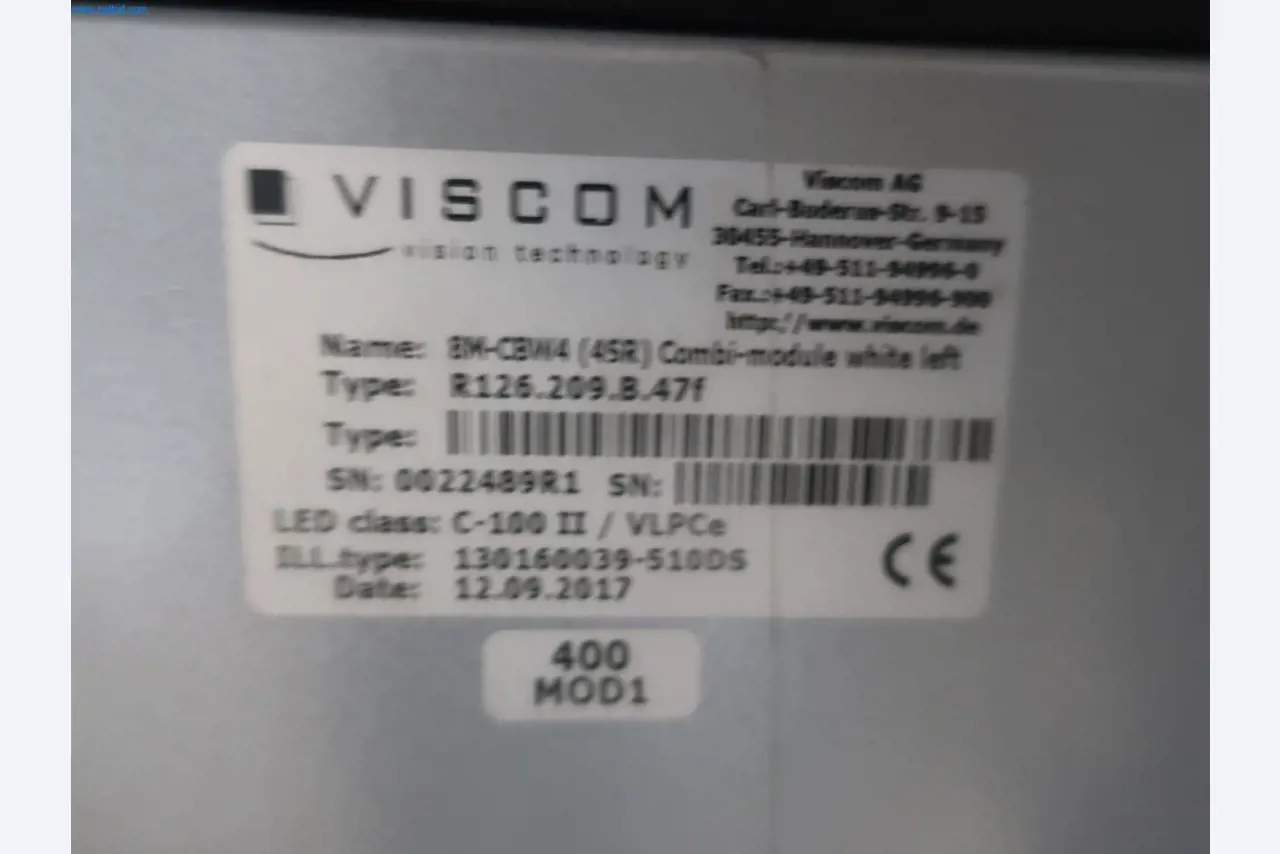 VISCOM
vision technology
Viscom AG
Carl-Buderus-Str. 9-15
30455-Hannover-Germany
Tel.:+49-511-94996-0
Fax.:+49-511-94996-900
http://www.viscom.de
Name: 8M-CBW4 (4SR) Combi-module white left
Type: R126.209.B.47f
Type:
SN: 0022489R1 SN:
LED class: C-100 II / VLPCe
ILL.type: 130160039-510DS
Date: 12.09.2017
CE
400
MOD1